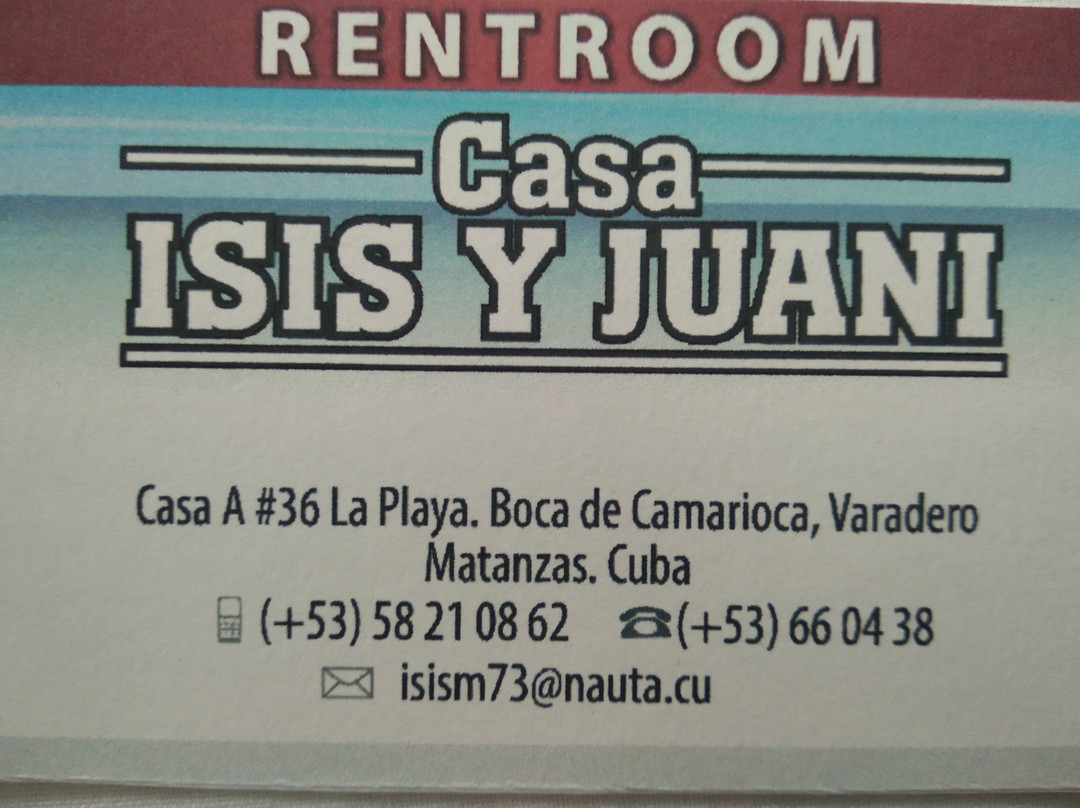 RENTROOM
Casa
ISIS Y JUANI
Casa A #36 La Playa. Boca de Camarioca, Varadero
Matanzas. Cuba
(+53) 58 21 08 62 (+53) 66 04 38
isism73@nauta.cu